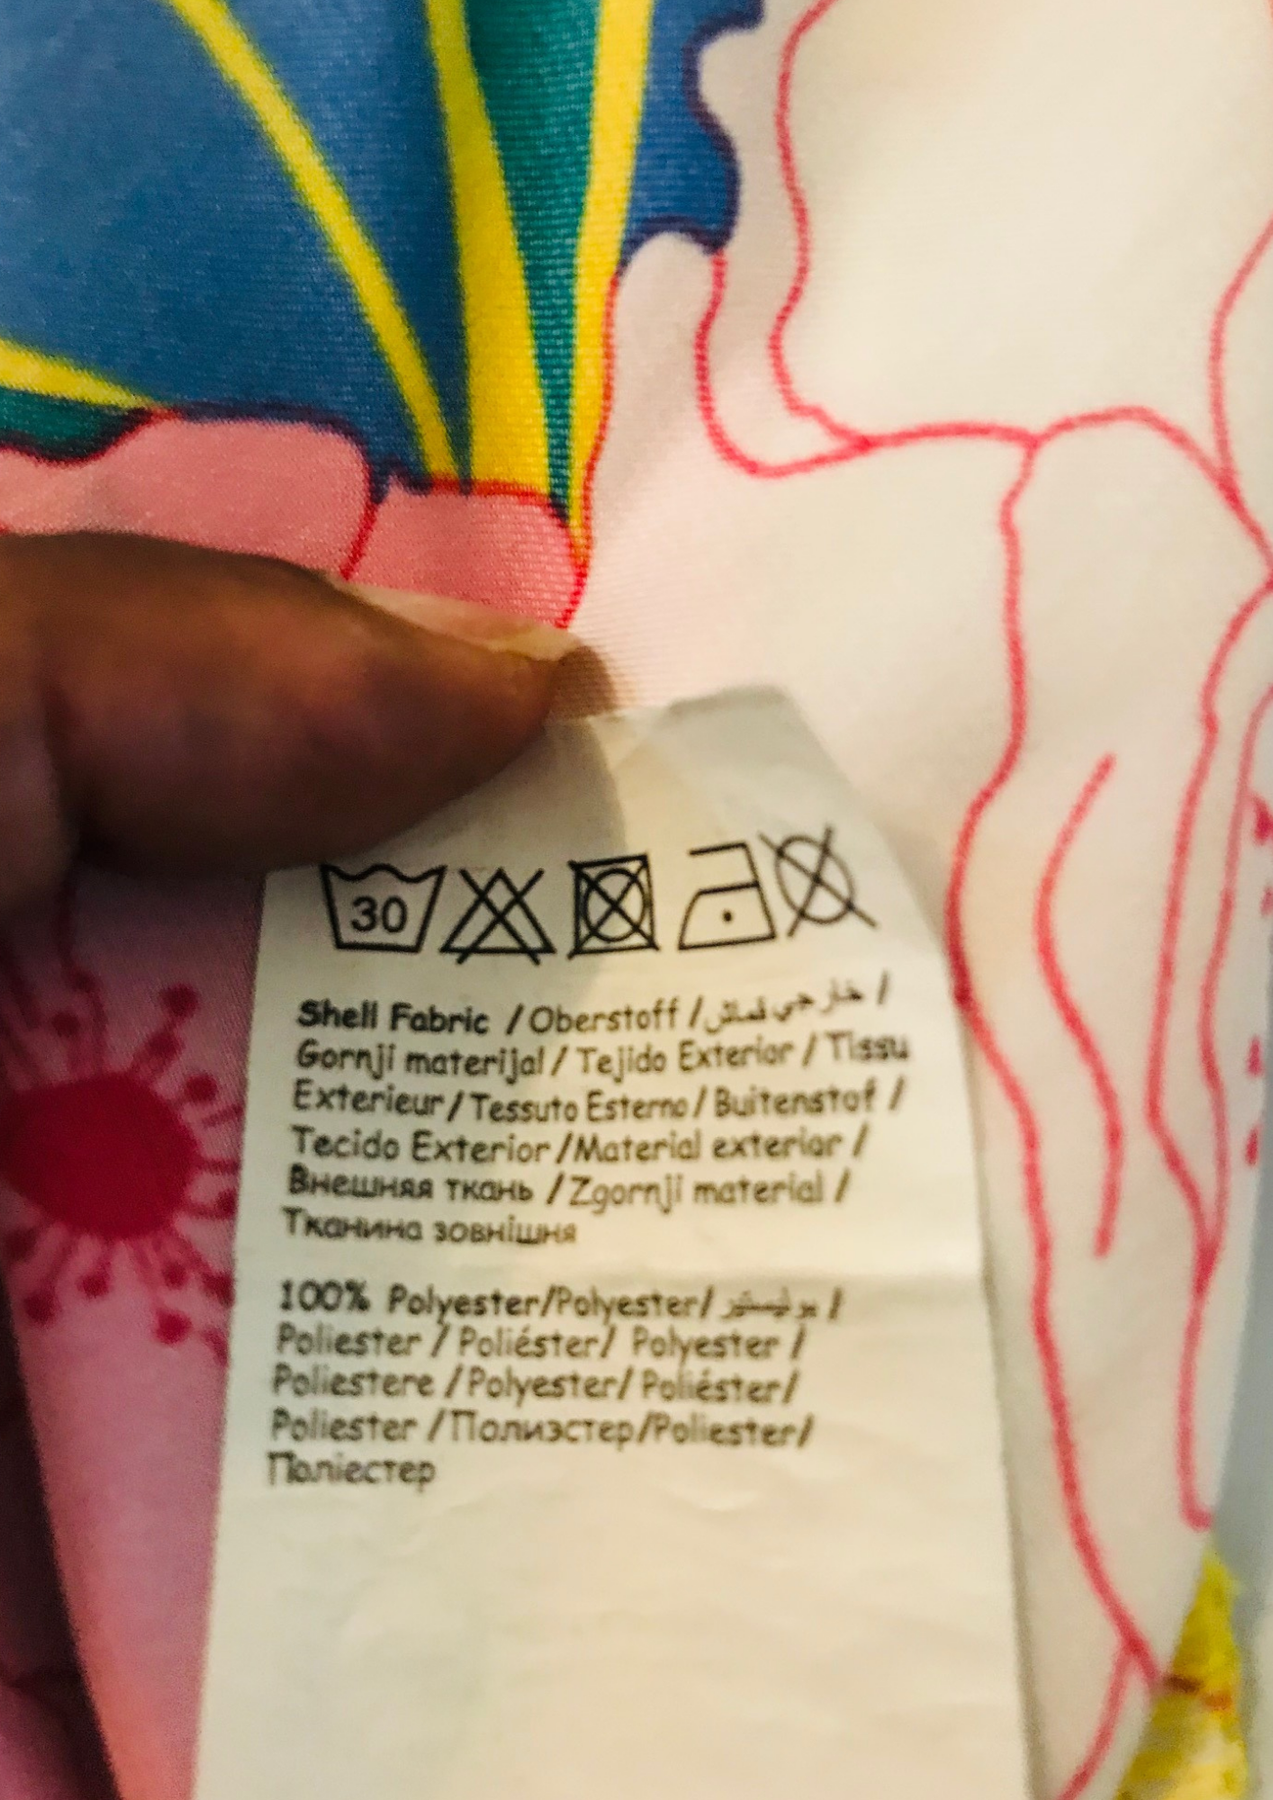 30
Shell Fabric / Oberstoff / خارجي قماش /
Gornji materijal / Tejido Exterior / Tissu
Exterieur / Tessuto Esterno / Buitenstof /
Tecido Exterior / Material exterior /
Внешняя ткань / Zgornji material /
Тканина зовнішня
100% Polyester/Polyester/ /
Poliester / Poliéster/ Polyester /
Poliestere / Polyester/ Poliéster/
Poliester / Полиэстер/Poliester/
Поліестер